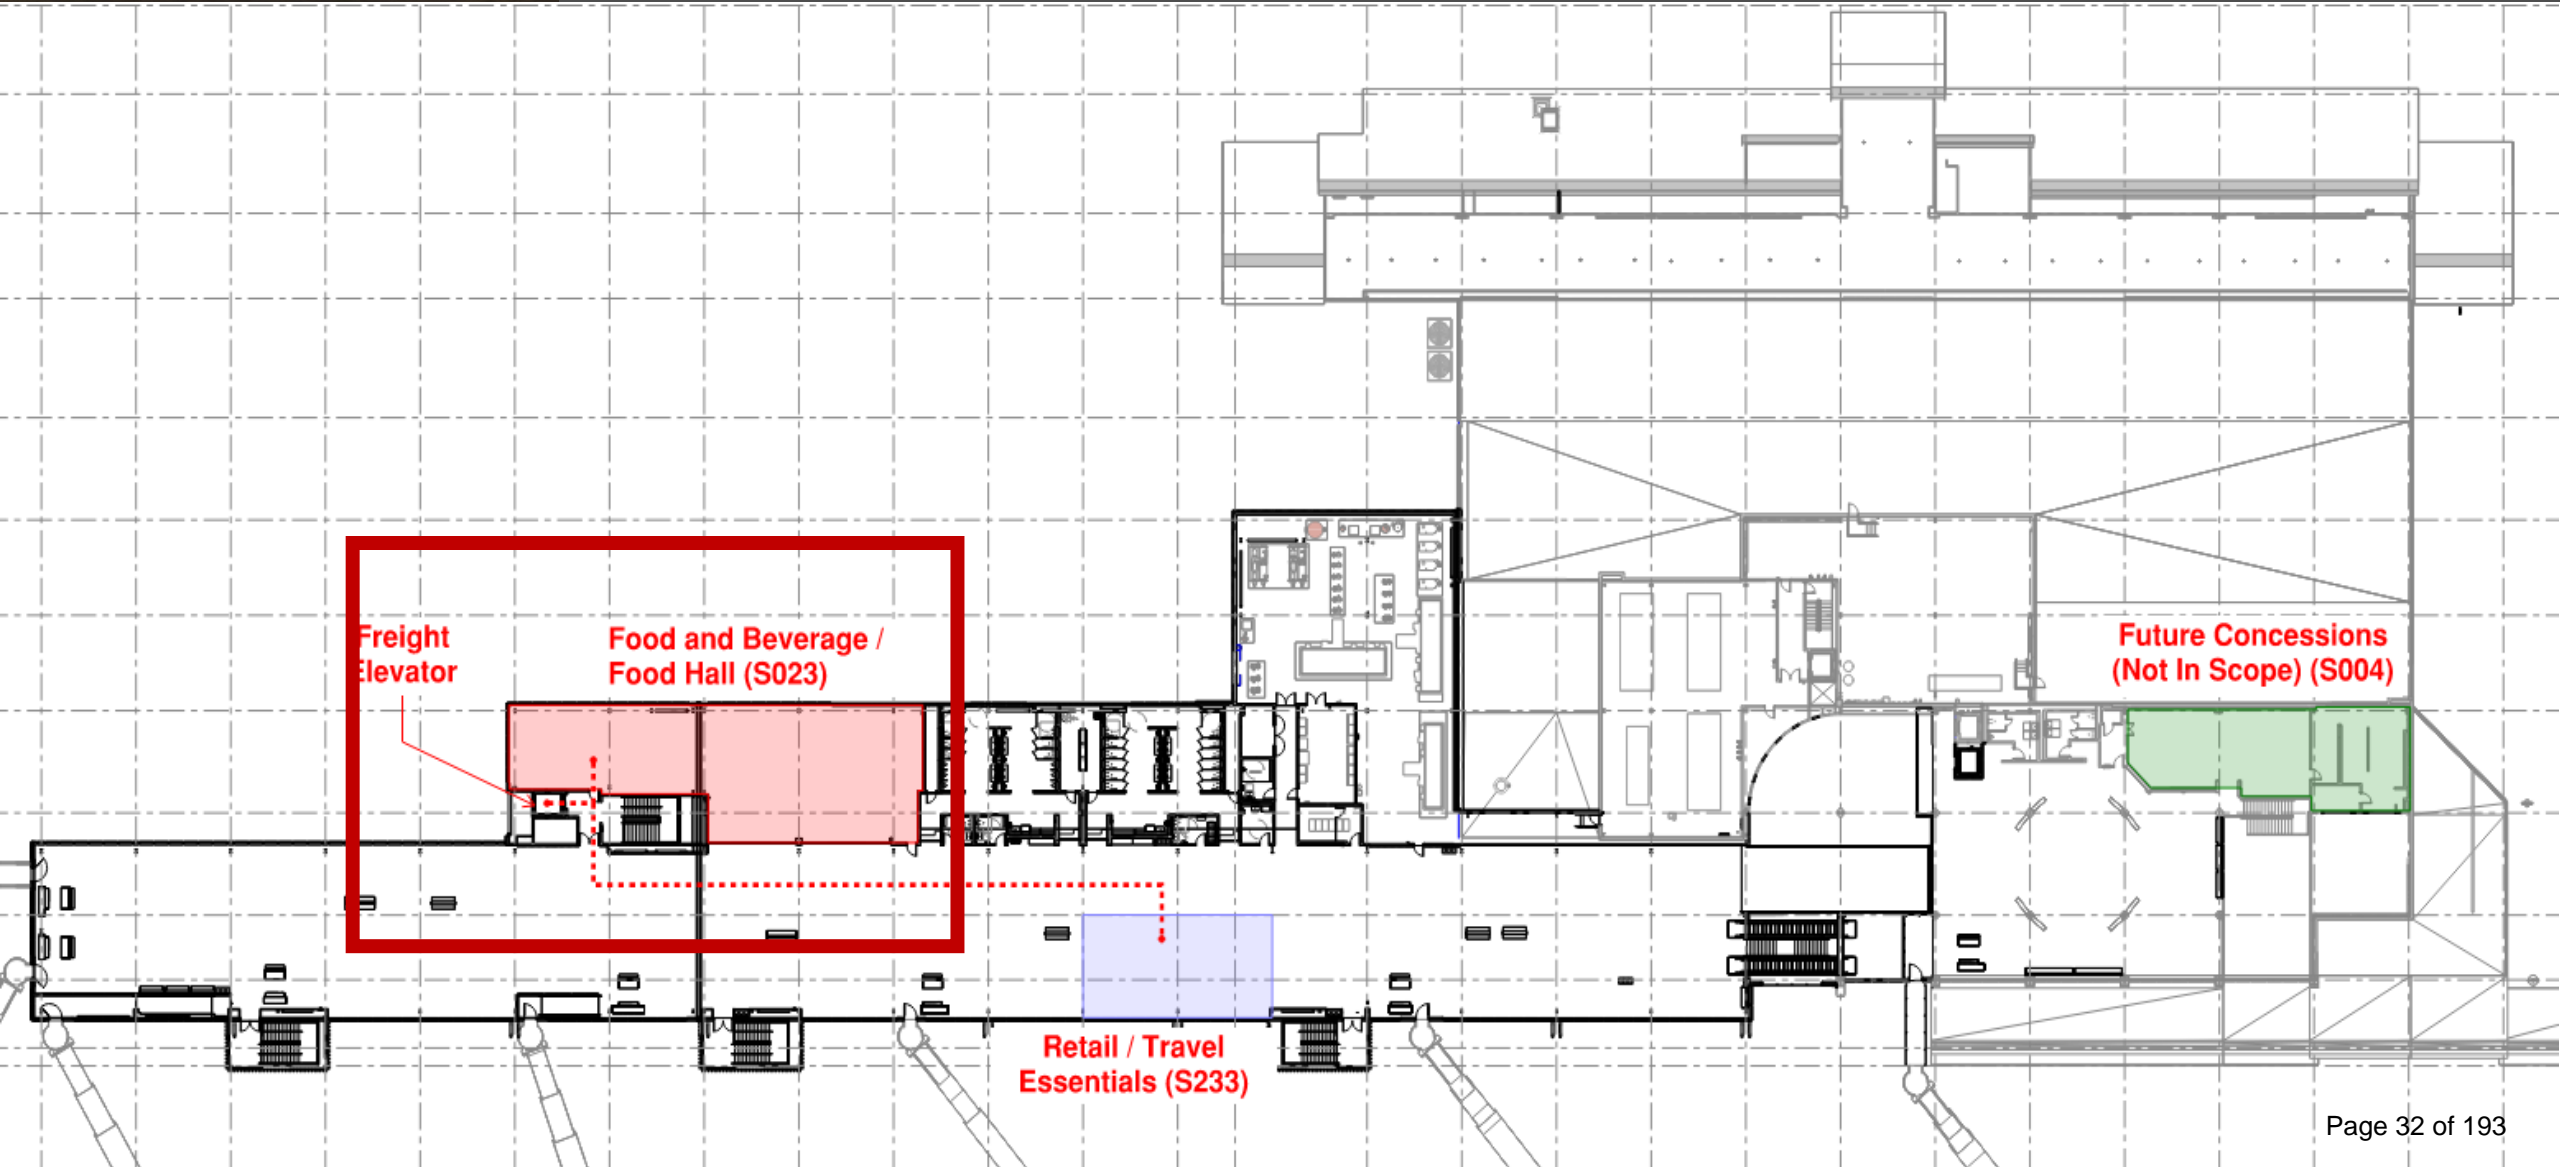 Freight
Elevator
Food and Beverage /
Food Hall (S023)
Future Concessions
(Not In Scope) (S004)
Retail / Travel
Essentials (S233)
Page 32 of 193